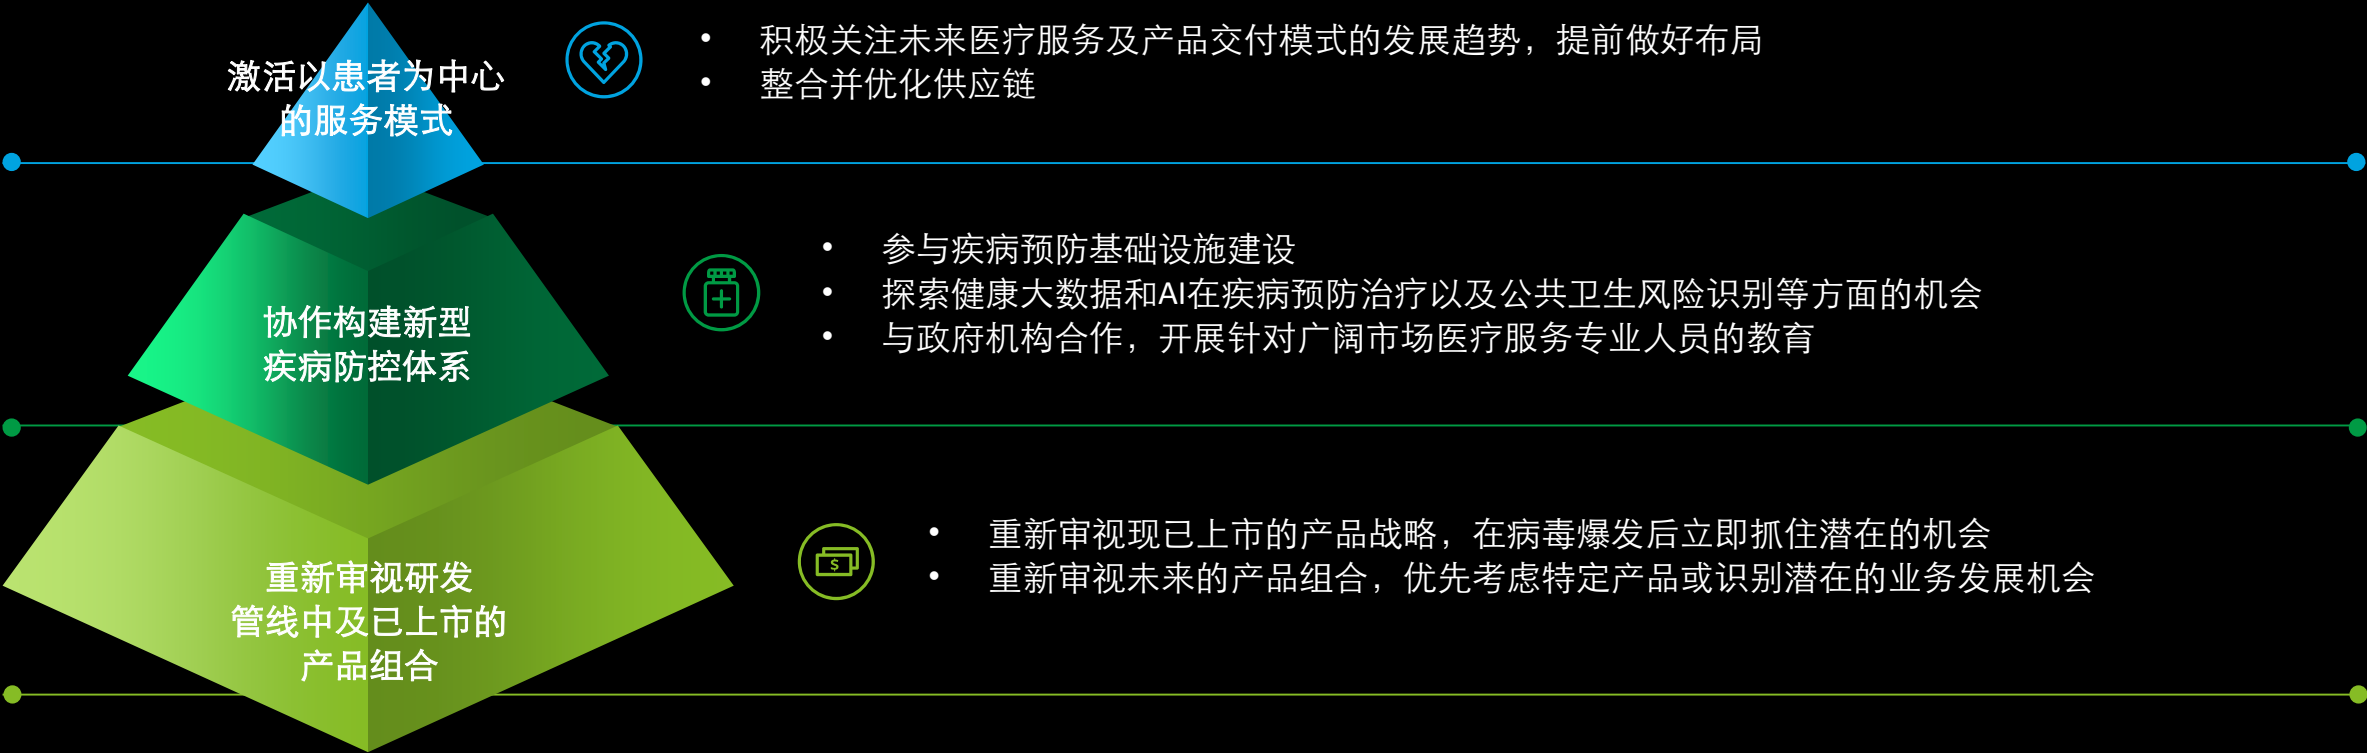 激活以患者为中心
的服务模式
• 积极关注未来医疗服务及产品交付模式的发展趋势，提前做好布局
• 整合并优化供应链
协作构建新型
疾病防控体系
• 参与疾病预防基础设施建设
• 探索健康大数据和AI在疾病预防治疗以及公共卫生风险识别等方面的机会
• 与政府机构合作，开展针对广阔市场医疗服务专业人员的教育
重新审视研发
管线中及已上市的
产品组合
$
• 重新审视现已上市的产品战略，在病毒爆发后立即抓住潜在的机会
• 重新审视未来的产品组合，优先考虑特定产品或识别潜在的业务发展机会